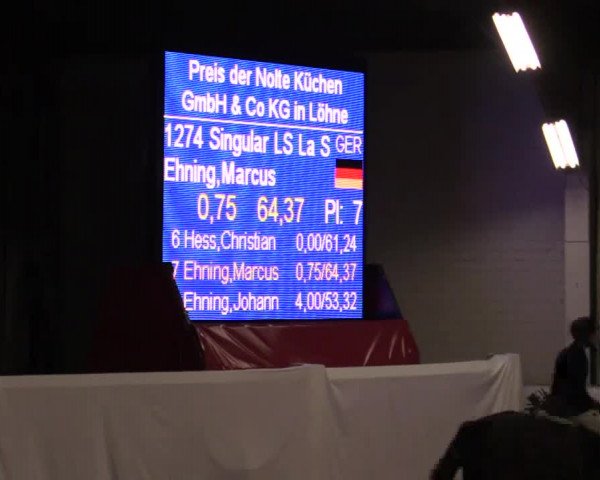 Preis der Nolte Küchen
GmbH & Co KG in Löhne
1274 Singular LS La S GER
Ehning,Marcus
0,75 64,37 Pl: 7
6 Hess,Christian 0,00/61,24
7 Ehning,Marcus 0,75/64,37
Ehning,Johann 4,00/53,32